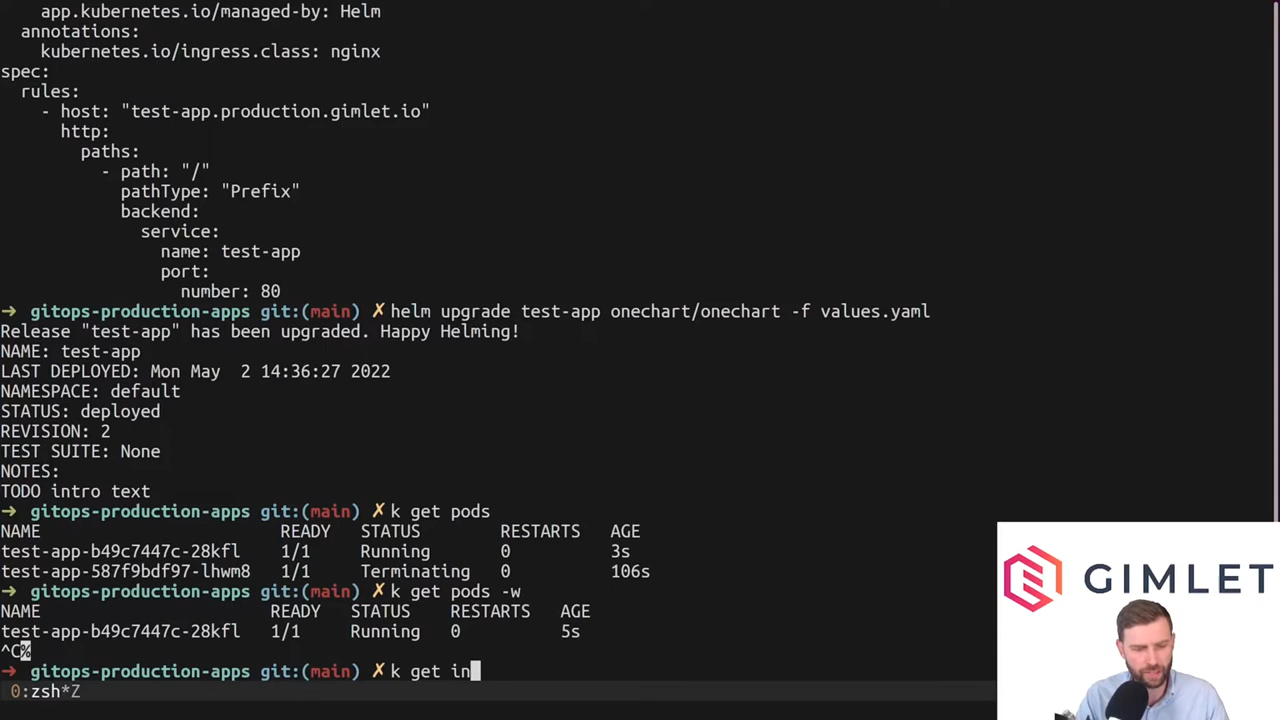 app.kubernetes.io/managed-by: Helm
annotations:
kubernetes.io/ingress.class: nginx
spec:
rules:
- host: "test-app.production.gimlet.io"
http:
paths:
- path: "/"
pathType: "Prefix"
backend:
service:
name: test-app
port:
number: 80
➜ gitops-production-apps git:(main) ✗ helm upgrade test-app onechart/onechart -f values.yaml
Release "test-app" has been upgraded. Happy Helming!
NAME: test-app
LAST DEPLOYED: Mon May  2 14:36:27 2022
NAMESPACE: default
STATUS: deployed
REVISION: 2
TEST SUITE: None
NOTES:
TODO intro text
➜ gitops-production-apps git:(main) ✗ k get pods
NAME READY STATUS RESTARTS AGE
test-app-b49c7447c-28kfl 1/1 Running 0 3s
test-app-587f9bdf97-lhwm8 1/1 Terminating 0 106s
➜ gitops-production-apps git:(main) ✗ k get pods -w
NAME READY STATUS RESTARTS AGE
test-app-b49c7447c-28kfl 1/1 Running 0 5s
^C%
➜ gitops-production-apps git:(main) ✗ k get in
0:zsh*Z
GIMLET